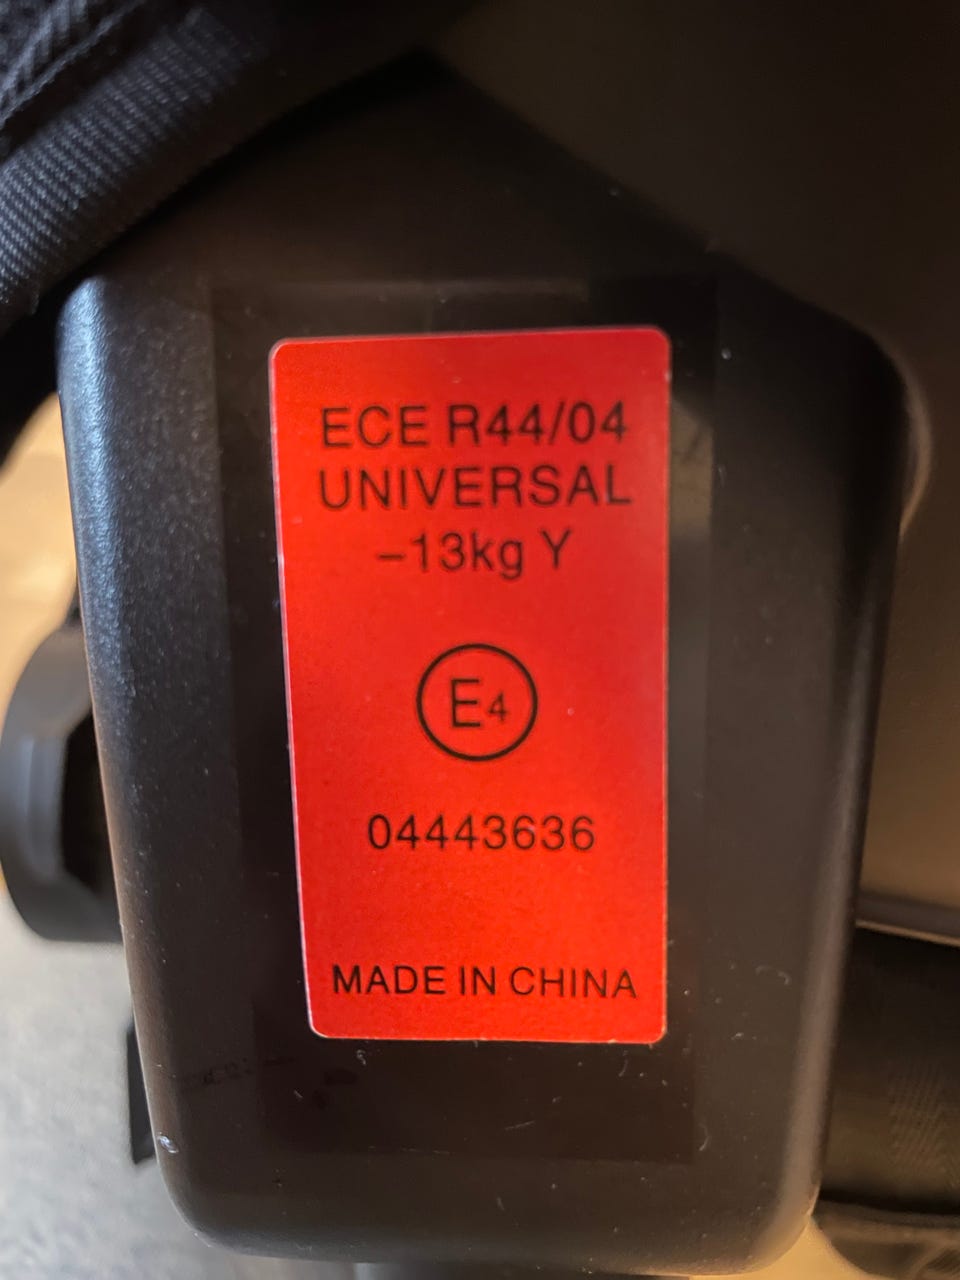 ECE R44/04
UNIVERSAL
-13kg Y
E4
04443636
MADE IN CHINA